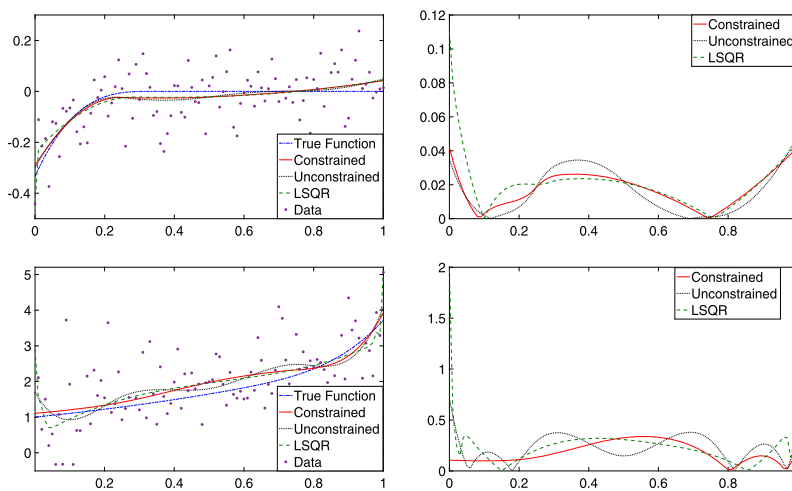 0.2
0
-0.2
-0.4
0
0.2
0.4
0.6
0.8
1
True Function
Constrained
Unconstrained
LSQR
Data
0.12
0.1
0.08
0.06
0.04
0.02
0
0
0.2
0.4
0.6
0.8
Constrained
Unconstrained
LSQR
5
4
3
2
1
0
0
0.2
0.4
0.6
0.8
1
True Function
Constrained
Unconstrained
LSQR
Data
2
1.5
1
0.5
0
0
0.2
0.4
0.6
0.8
Constrained
Unconstrained
LSQR